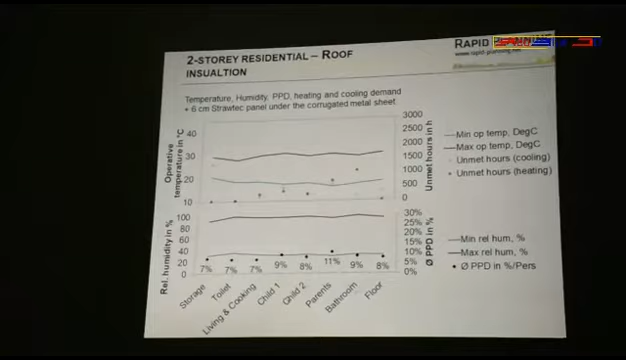 2-STOREY RESIDENTIAL – ROOF
INSUALTION
RAPID
Temperature, Humidity, PPD, heating and cooling demand
+ 6 cm Strawtec panel under the corrugated metal sheet
Operative
temperature in °C
40
30
20
10
3000
2500
2000
1500
1000
500
0
Unmet hours in h
Min op temp, DegC
Max op temp, DegC
Unmet hours (cooling)
Unmet hours (heating)
Rel. humidity in %
100
80
60
40
20
0
30%
25%
20%
15%
10%
5%
0%
Ø PPD in %
Min rel hum, %
Max rel hum, %
Ø PPD in %/Pers
7% 7% 7% 9% 8% 11% 9% 8%
Storage
Toilet
Living & Cooking
Child 1
Child 2
Parents
Bathroom
Floor